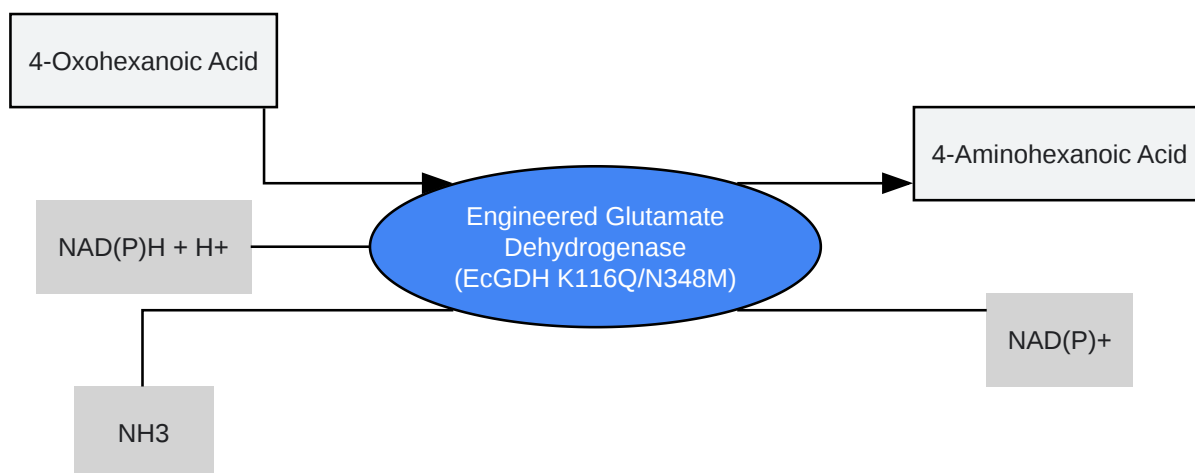 4-Oxohexanoic Acid
4-Aminohexanoic Acid
Engineered Glutamate
Dehydrogenase
(EcGDH K116Q/N348M)
NAD(P)H + H+
NAD(P)+
NH3